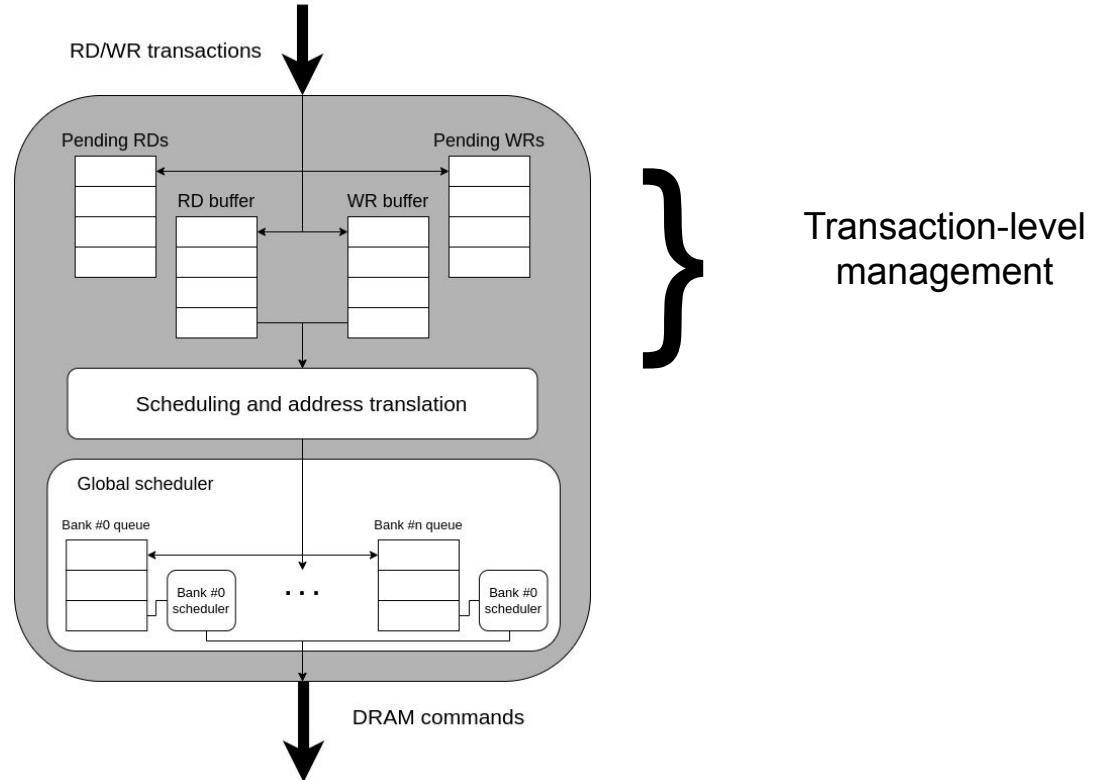 RD/WR transactions
Pending RDs
Pending WRs
RD buffer
WR buffer
Transaction-level
management
Scheduling and address translation
Global scheduler
Bank #0 queue
Bank #n queue
Bank #0
scheduler
. . .
Bank #0
scheduler
DRAM commands